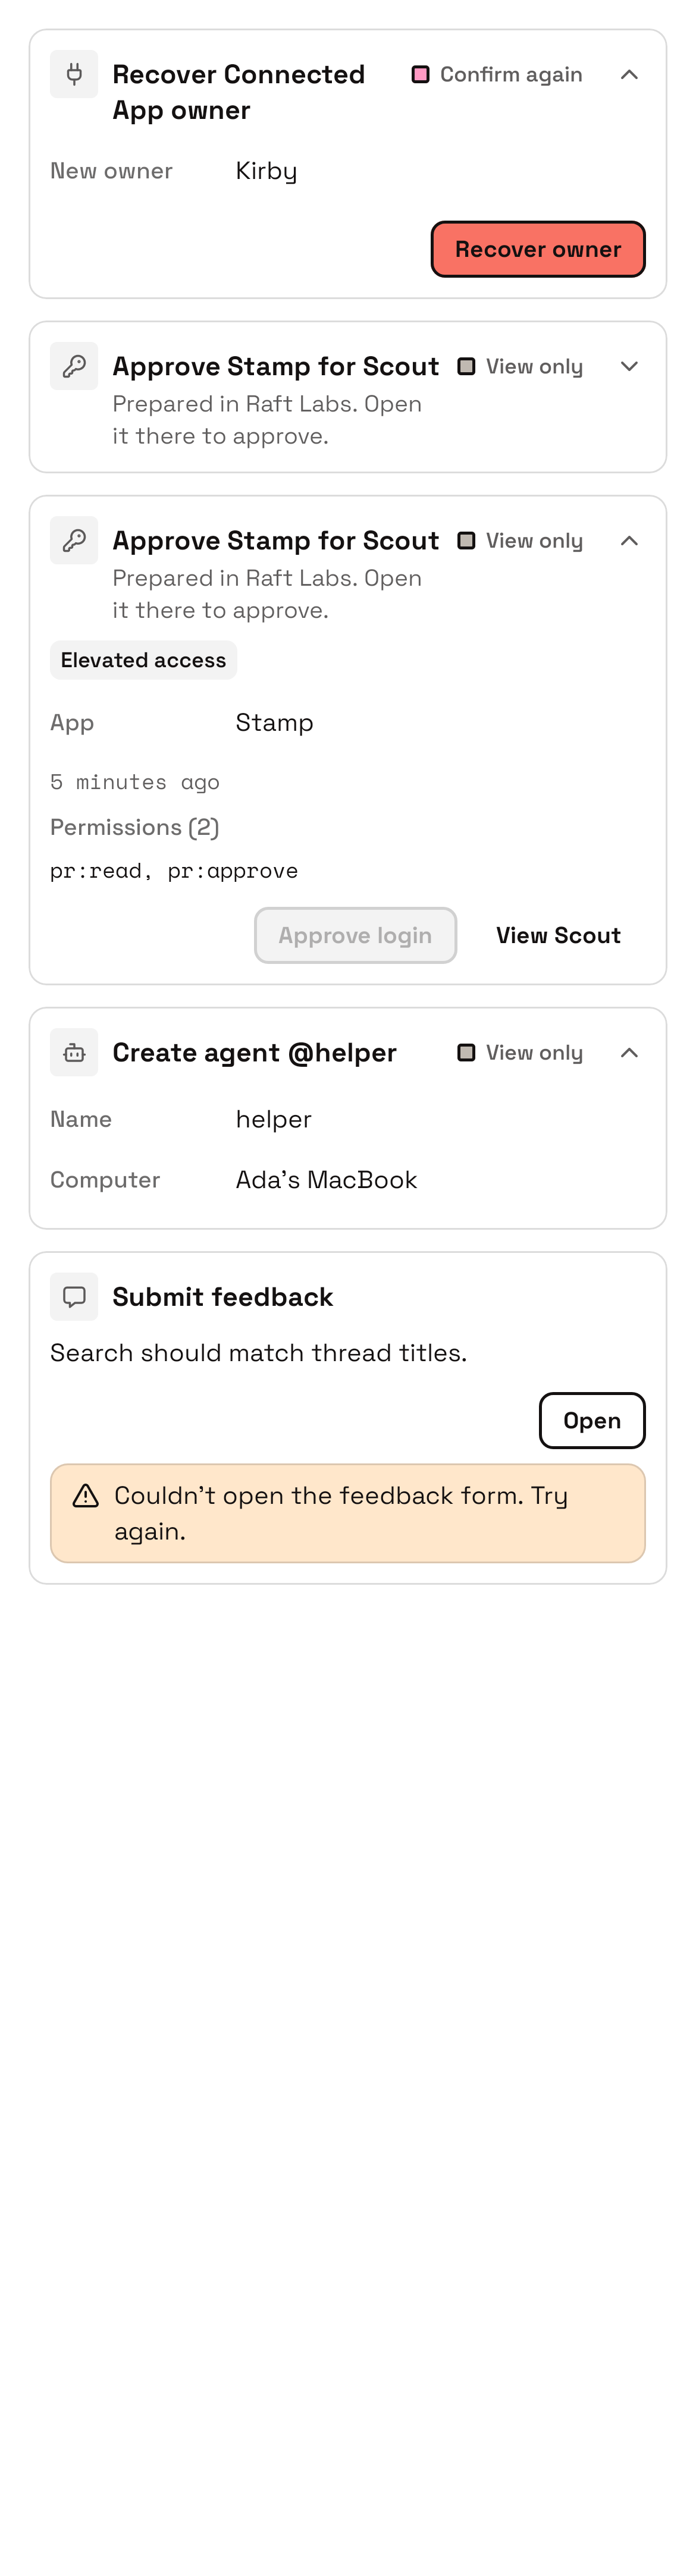 Recover Connected
App owner
Confirm again
New owner
Kirby
Recover owner
Approve Stamp for Scout
View only
Prepared in Raft Labs. Open
it there to approve.
Approve Stamp for Scout
View only
Prepared in Raft Labs. Open
it there to approve.
Elevated access
App
Stamp
5 minutes ago
Permissions (2)
pr:read, pr:approve
Approve login
View Scout
Create agent @helper
View only
Name
helper
Computer
Ada’s MacBook
Submit feedback
Search should match thread titles.
Open
Couldn’t open the feedback form. Try
again.